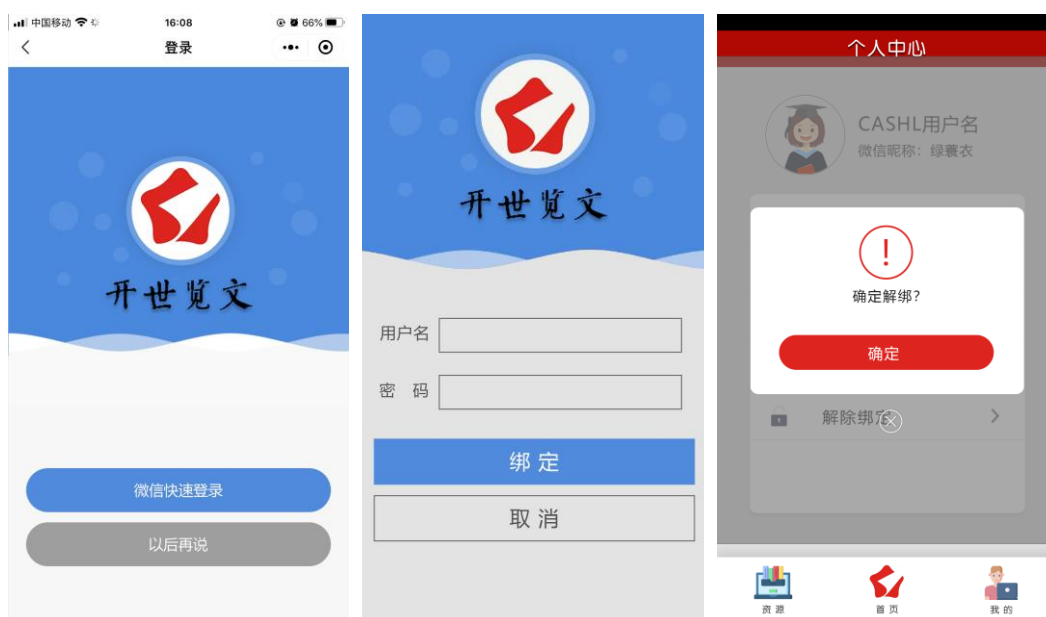 中国移动 16:08 66%
登录
开世览文
微信快速登录
以后再说
开世览文
用户名
密 码
绑定
取消
个人中心
CASHL用户名
微信昵称：绿蓑衣
!
确定解绑?
确定
解除绑定
资源 首页 我的